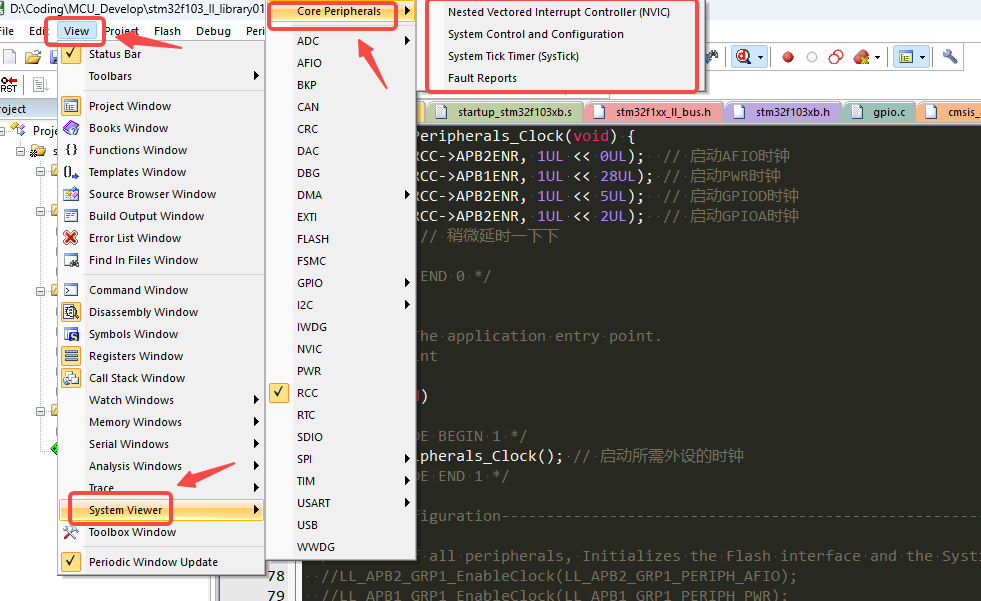 D:\Coding\MCU_Develop\stm32f103_ll_library01
File Edit View Project Flash Debug Peri
Status Bar
Toolbars
Project Window
Books Window
Functions Window
Templates Window
Source Browser Window
Build Output Window
Error List Window
Find In Files Window
Command Window
Disassembly Window
Symbols Window
Registers Window
Call Stack Window
Watch Windows
Memory Windows
Serial Windows
Analysis Windows
Trace
System Viewer
Toolbox Window
Periodic Window Update
Core Peripherals
ADC
AFIO
BKP
CAN
CRC
DAC
DBG
DMA
EXTI
FLASH
FSMC
GPIO
I2C
IWDG
NVIC
PWR
RCC
RTC
SDIO
SPI
TIM
USART
USB
WWDG
Nested Vectored Interrupt Controller (NVIC)
System Control and Configuration
System Tick Timer (SysTick)
Fault Reports
RST
roject
Proje
startup_stm32f103xb.s stm32f1xx_ll_bus.h stm32f103xb.h gpio.c cmsis_
Peripherals_Clock(void) {
RCC->APB2ENR, 1UL << 0UL); // 启动AFIO时钟
RCC->APB1ENR, 1UL << 28UL); // 启动PWR时钟
RCC->APB2ENR, 1UL << 5UL); // 启动GPIOD时钟
RCC->APB2ENR, 1UL << 2UL); // 启动GPIOA时钟
// 稍微延时一下下
END 0 */
The application entry point.
int
)
DE BEGIN 1 */
ipherals_Clock(); // 启动所需外设的时钟
DE END 1 */
figuration--------------------------------------------------
f all peripherals, Initializes the Flash interface and the Syst
78 //LL_APB2_GRP1_EnableClock(LL_APB2_GRP1_PERIPH_AFIO);
79 //LL_APB1_GRP1_EnableClock(LL_APB1_GRP1_PERIPH_PWR);